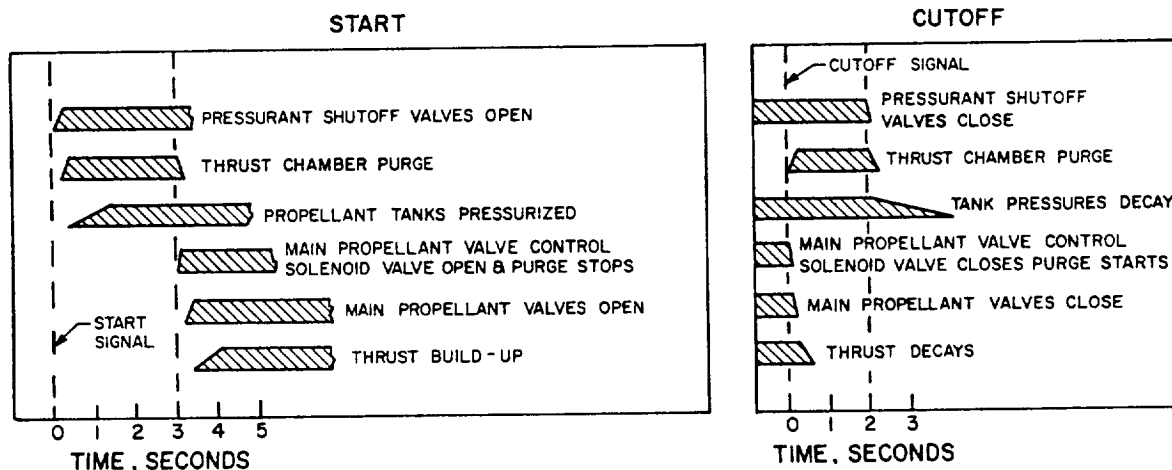 START
PRESSURANT SHUTOFF VALVES OPEN
THRUST CHAMBER PURGE
PROPELLANT TANKS PRESSURIZED
MAIN PROPELLANT VALVE CONTROL
SOLENOID VALVE OPEN & PURGE STOPS
MAIN PROPELLANT VALVES OPEN
START
SIGNAL
THRUST BUILD-UP
0 1 2 3 4 5
TIME, SECONDS
CUTOFF
CUTOFF SIGNAL
PRESSURANT SHUTOFF
VALVES CLOSE
THRUST CHAMBER PURGE
TANK PRESSURES DECAY
MAIN PROPELLANT VALVE CONTROL
SOLENOID VALVE CLOSES PURGE STARTS
MAIN PROPELLANT VALVES CLOSE
THRUST DECAYS
0 1 2 3
TIME, SECONDS